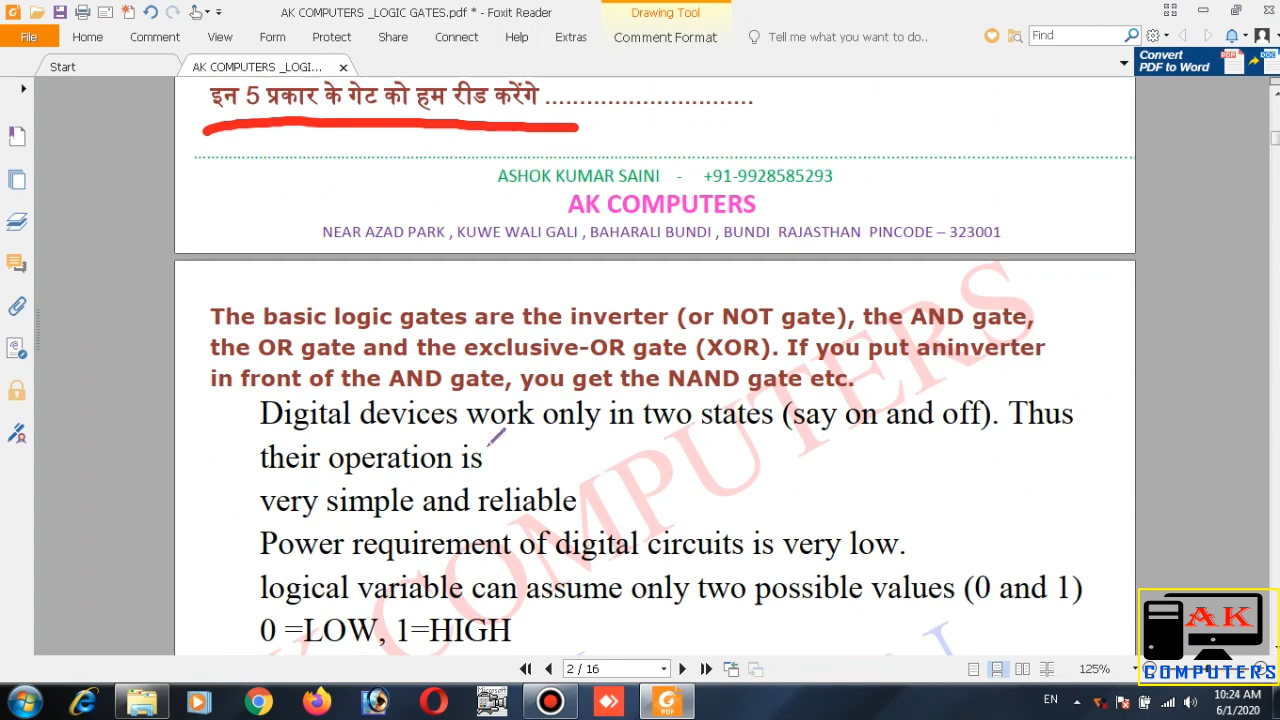 AK COMPUTERS _LOGIC GATES.pdf * - Foxit Reader
Drawing Tool
File Home Comment View Form Protect Share Connect Help Extras Comment Format Tell me what you want to do.. Find
Start AK COMPUTERS _LOGI...
Convert
PDF to Word
इन 5 प्रकार के गेट को हम रीड करेंगे ..............................
ASHOK KUMAR SAINI - +91-9928585293
AK COMPUTERS
NEAR AZAD PARK , KUWE WALI GALI , BAHARALI BUNDI , BUNDI RAJASTHAN PINCODE – 323001
The basic logic gates are the inverter (or NOT gate), the AND gate,
the OR gate and the exclusive-OR gate (XOR). If you put aninverter
in front of the AND gate, you get the NAND gate etc.
Digital devices work only in two states (say on and off). Thus
their operation is
very simple and reliable
Power requirement of digital circuits is very low.
logical variable can assume only two possible values (0 and 1)
0 =LOW, 1=HIGH
COMPUTERS
AK
COMPUTERS
2 / 16
125%
EN
10:24 AM
6/1/2020